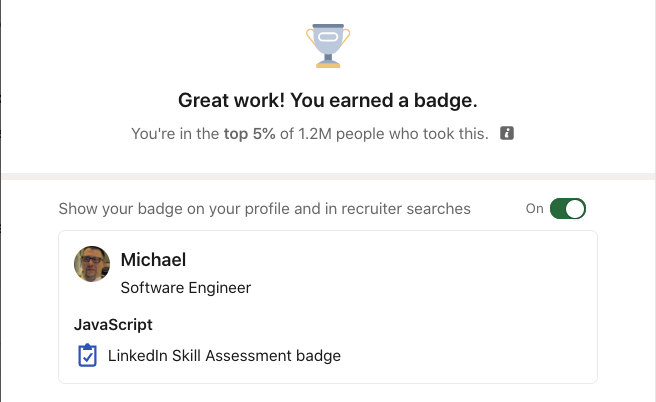 Great work! You earned a badge.
You're in the top 5% of 1.2M people who took this. i
Show your badge on your profile and in recruiter searches On
Michael
Software Engineer
JavaScript
LinkedIn Skill Assessment badge